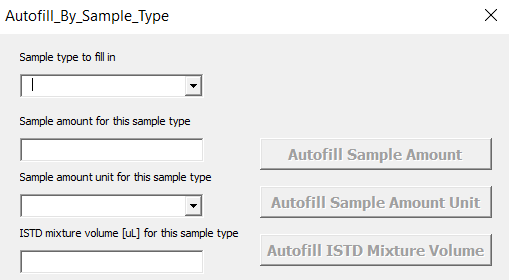 Autofill_By_Sample_Type
Sample type to fill in
Sample amount for this sample type
Autofill Sample Amount
Sample amount unit for this sample type
Autofill Sample Amount Unit
ISTD mixture volume [uL] for this sample type
Autofill ISTD Mixture Volume